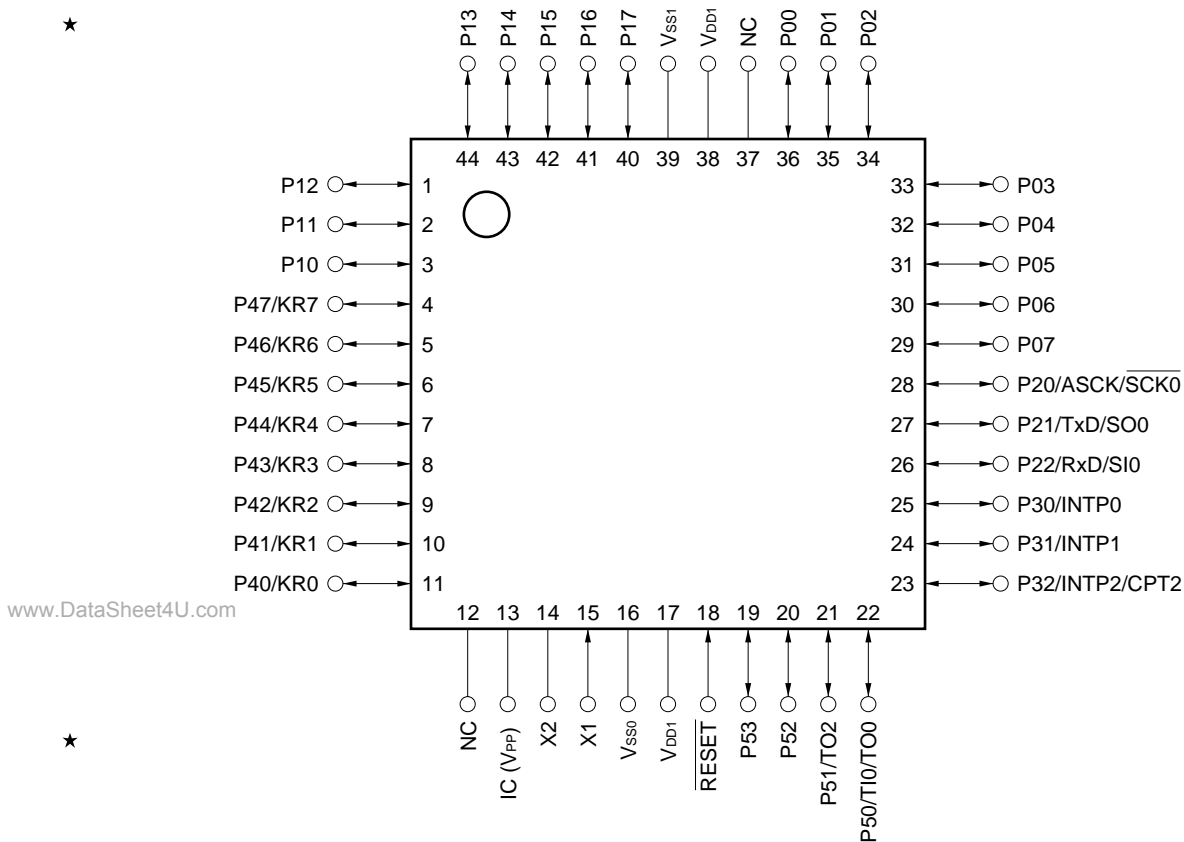 ★
P13
P14
P15
P16
P17
VSS1
VDD1
NC
P00
P01
P02
44 43 42 41 40 39 38 37 36 35 34
P12 1
P11 2
P10 3
P47/KR7 4
P46/KR6 5
P45/KR5 6
P44/KR4 7
P43/KR3 8
P42/KR2 9
P41/KR1 10
P40/KR0 11
33 P03
32 P04
31 P05
30 P06
29 P07
28 P20/ASCK/S̅C̅K̅0̅
27 P21/TxD/SO0
26 P22/RxD/SI0
25 P30/INTP0
24 P31/INTP1
23 P32/INTP2/CPT2
www.DataSheet4U.com
12 13 14 15 16 17 18 19 20 21 22
★
NC
IC (VPP)
X2
X1
VSS0
VDD1
R̅E̅S̅E̅T̅
P53
P52
P51/TO2
P50/TI0/TO0